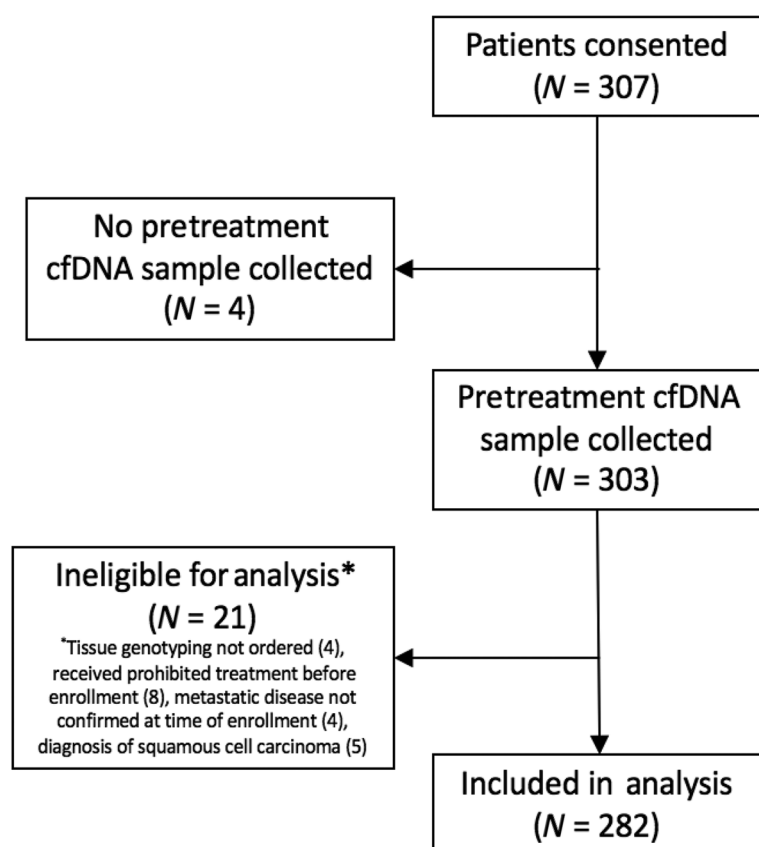 Patients consented
(N = 307)
No pretreatment
cfDNA sample collected
(N = 4)
Pretreatment cfDNA
sample collected
(N = 303)
Ineligible for analysis*
(N = 21)
*Tissue genotyping not ordered (4),
received prohibited treatment before
enrollment (8), metastatic disease not
confirmed at time of enrollment (4),
diagnosis of squamous cell carcinoma (5)
Included in analysis
(N = 282)